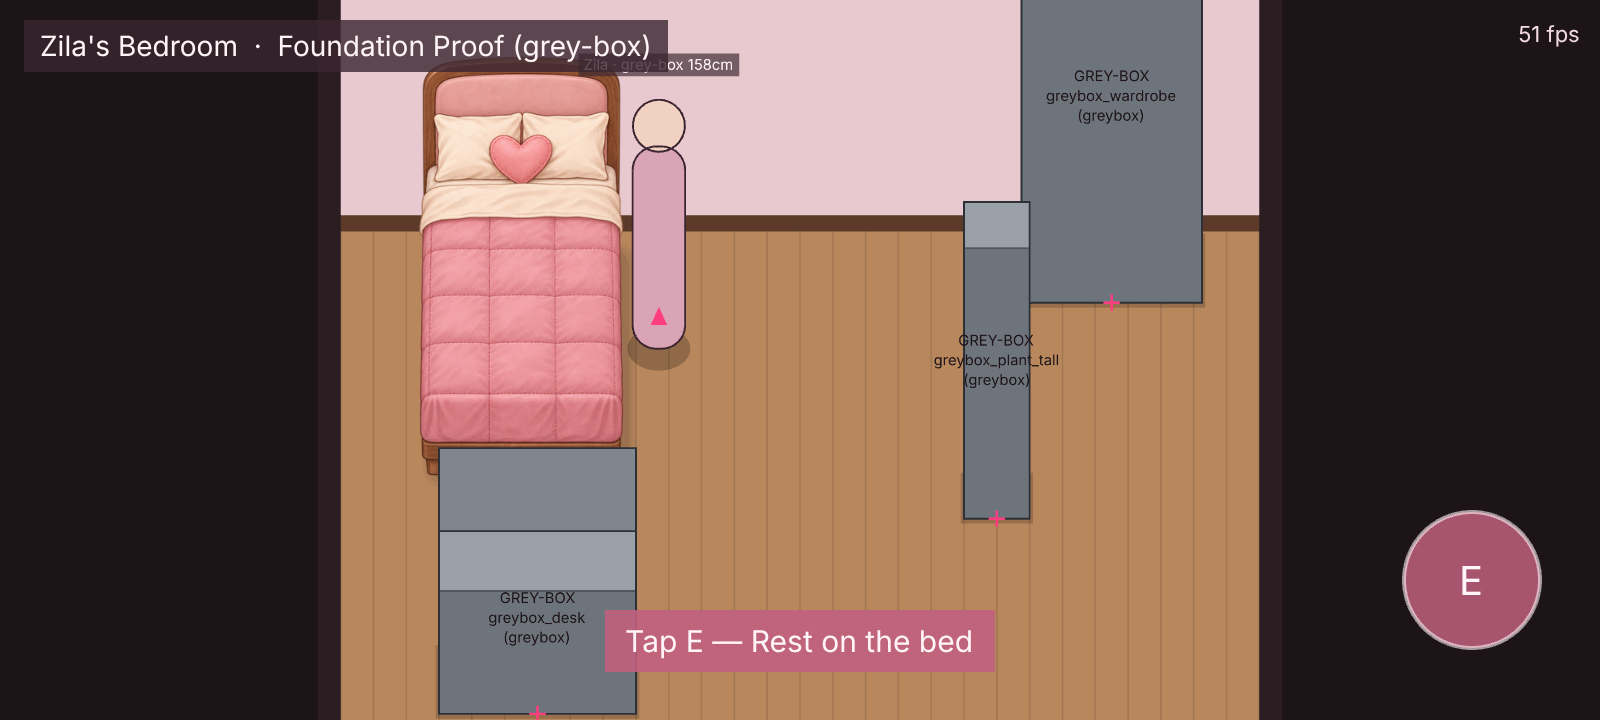 Zila's Bedroom · Foundation Proof (grey-box)
51 fps
Zila · grey-box 158cm
GREY-BOX
greybox_wardrobe
(greybox)
GREY-BOX
greybox_plant_tall
(greybox)
GREY-BOX
greybox_desk
(greybox)
E
Tap E — Rest on the bed